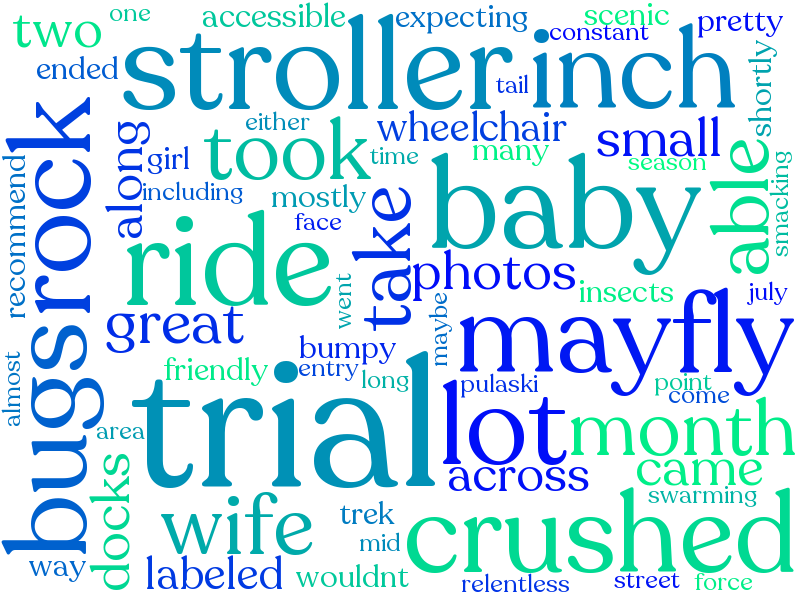 one
accessible
expecting
scenic
pretty
two
constant
ended
stroller
inch
tail
shortly
either
wheelchair
small
along
girl
took
time
many
season
able
smacking
recommend
including
mostly
baby
face
take
rock
ride
photos
insects
july
went
maybe
great
mayfly
bumpy
entry
friendly
long
pulaski
point
come
almost
bugs
trial
lot
month
area
across
came
docks
wife
trek
swarming
mid
crushed
way
labeled
wouldnt
relentless
street
force